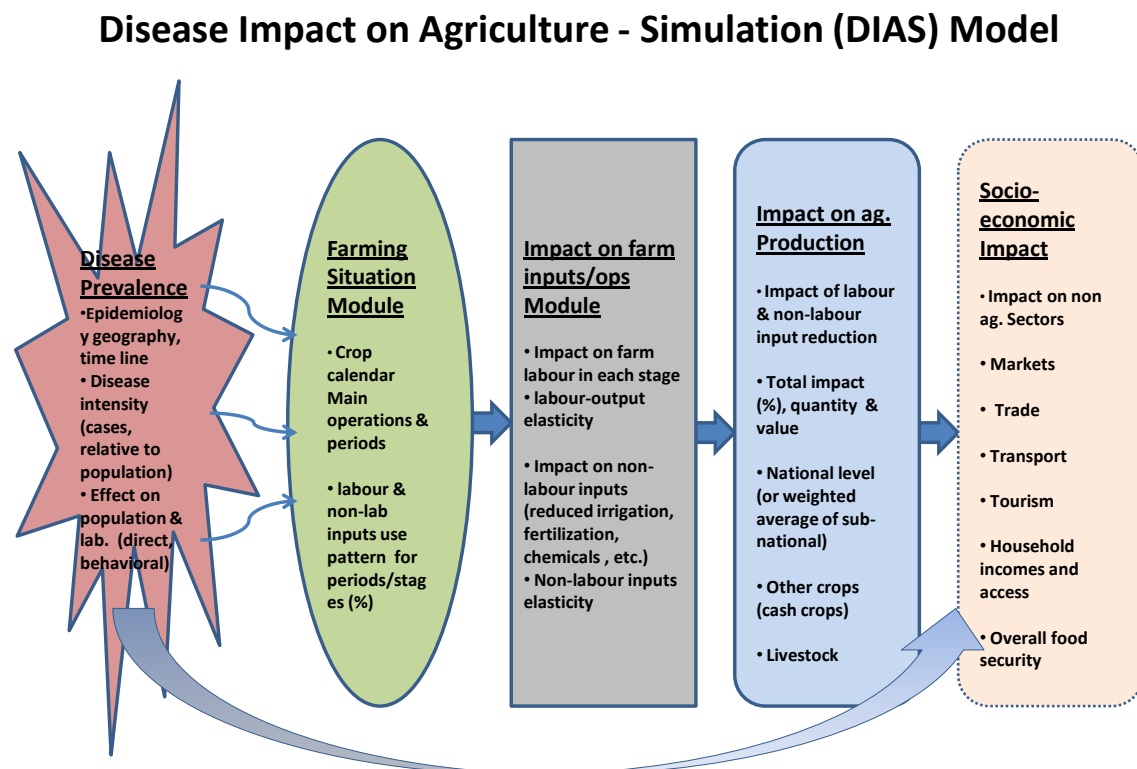 Disease Impact on Agriculture - Simulation (DIAS) Model
Disease
Prevalence
•Epidemiolog
y geography,
time line
• Disease
intensity
(cases,
relative to
population)
• Effect on
population &
lab. (direct,
behavioral)
Farming
Situation
Module
• Crop
calendar
Main
operations &
periods
• labour &
non-lab
inputs use
pattern for
periods/stag
es (%)
Impact on farm
inputs/ops
Module
• Impact on farm
labour in each stage
• labour-output
elasticity
• Impact on non-
labour inputs
(reduced irrigation,
fertilization,
chemicals , etc.)
• Non-labour inputs
elasticity
Impact on ag.
Production
• Impact of labour
& non-labour
input reduction
• Total impact
(%), quantity &
value
• National level
(or weighted
average of sub-
national)
• Other crops
(cash crops)
• Livestock
Socio-
economic
Impact
• Impact on non
ag. Sectors
• Markets
• Trade
• Transport
• Tourism
• Household
incomes and
access
• Overall food
security